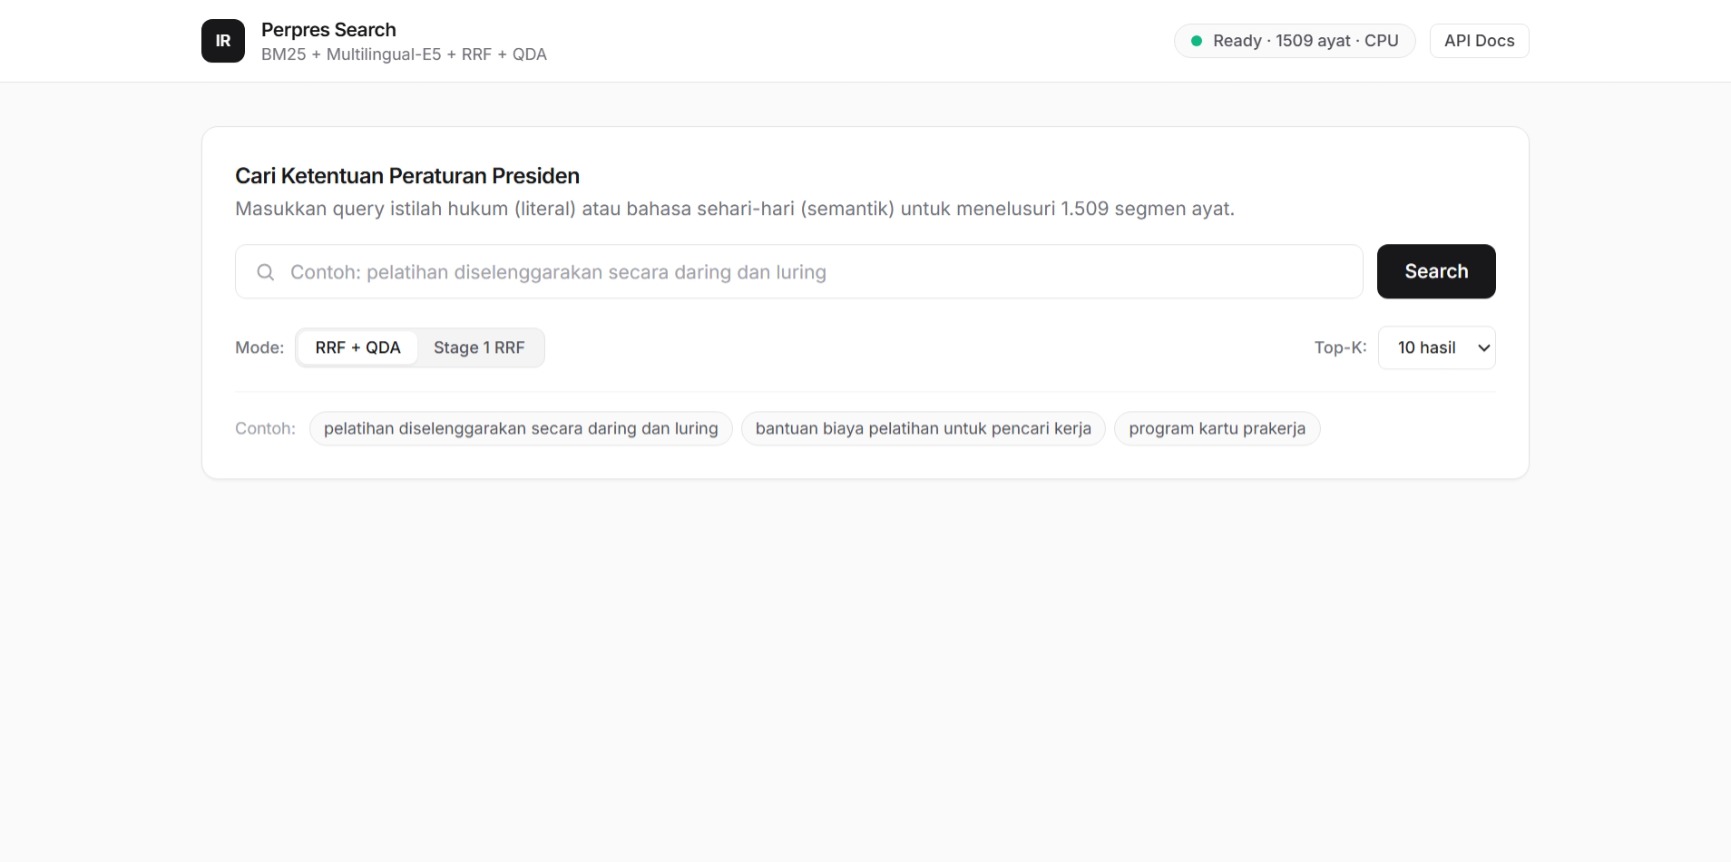 IR
Perpres Search
BM25 + Multilingual-E5 + RRF + QDA
Ready · 1509 ayat · CPU
API Docs
Cari Ketentuan Peraturan Presiden
Masukkan query istilah hukum (literal) atau bahasa sehari-hari (semantik) untuk menelusuri 1.509 segmen ayat.
Contoh: pelatihan diselenggarakan secara daring dan luring
Search
Mode: RRF + QDA Stage 1 RRF
Top-K: 10 hasil
Contoh: pelatihan diselenggarakan secara daring dan luring bantuan biaya pelatihan untuk pencari kerja program kartu prakerja